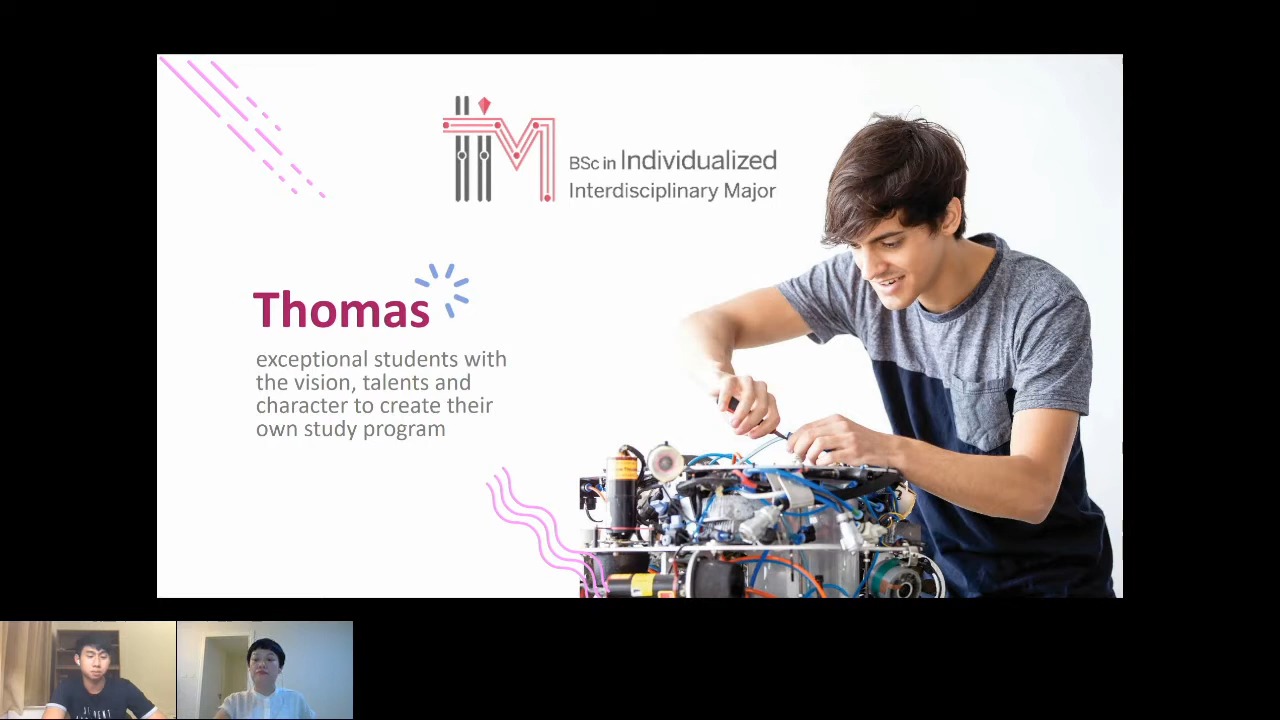 BSc in Individualized
Interdisciplinary Major
Thomas
exceptional students with
the vision, talents and
character to create their
own study program